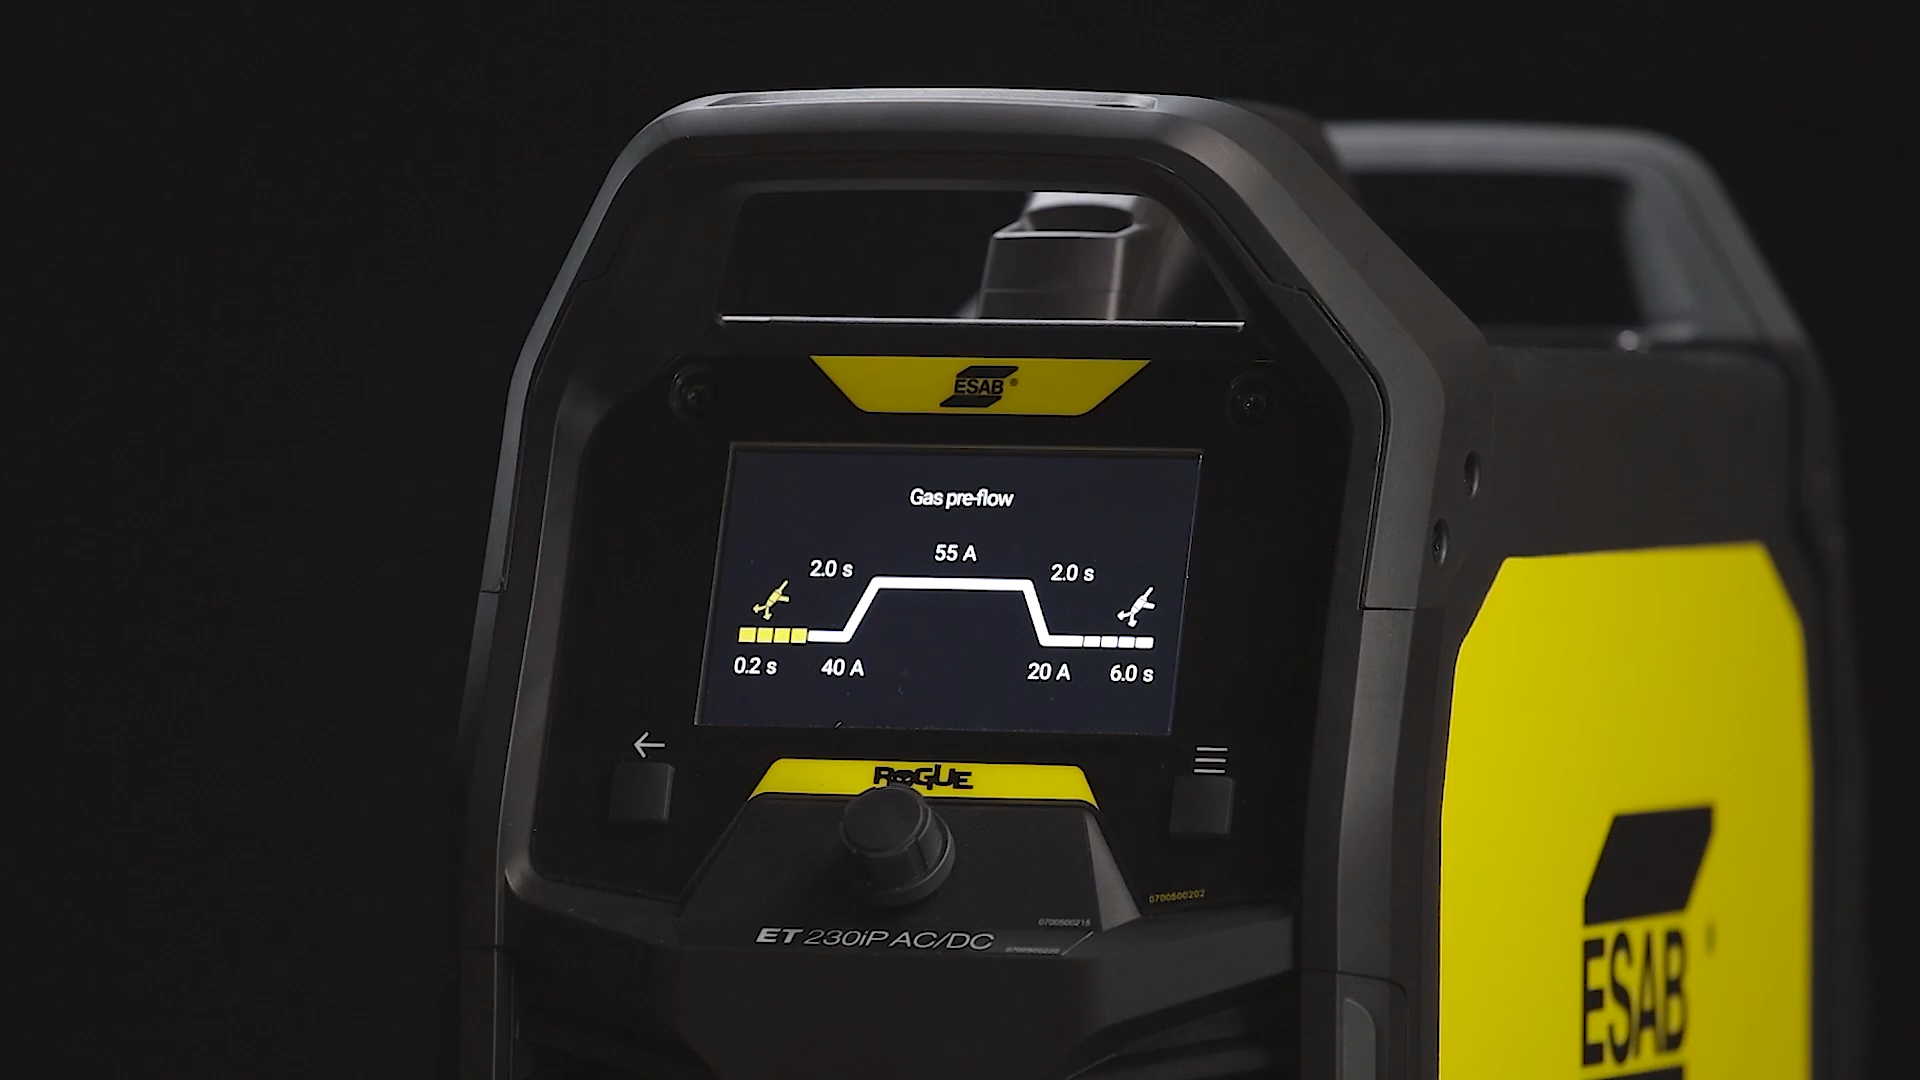 ESAB®
Gas pre-flow
55 A
2.0 s
2.0 s
0.2 s
40 A
20 A
6.0 s
ROGUE
0700500202
0700500215
ET 230iP AC/DC
ESAB